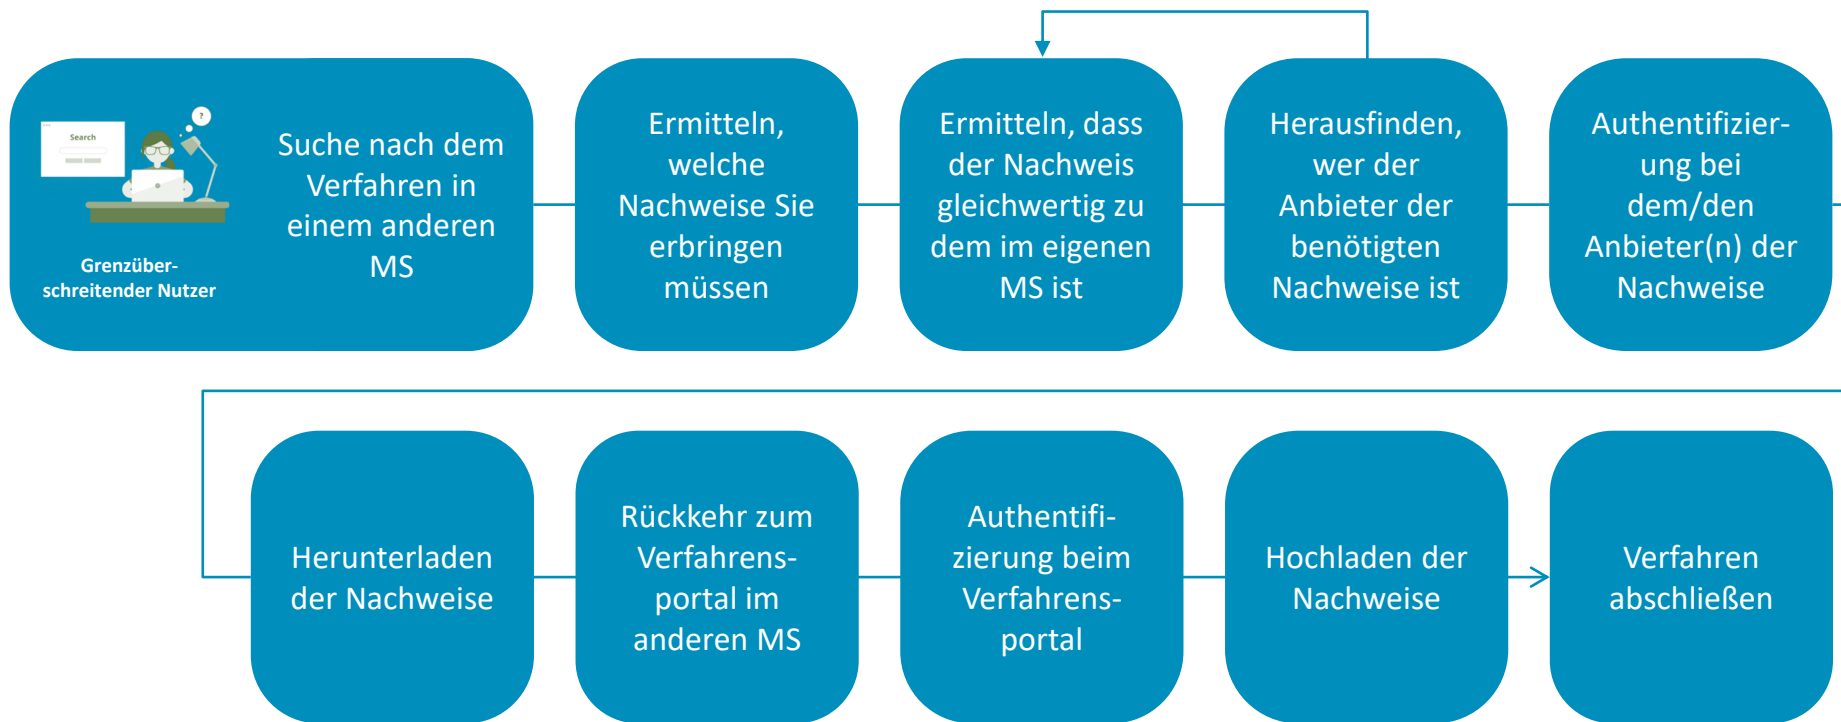 Search
?
Grenzüber-
schreitender Nutzer
Suche nach dem
Verfahren in
einem anderen
MS
Ermitteln,
welche
Nachweise Sie
erbringen
müssen
Ermitteln, dass
der Nachweis
gleichwertig zu
dem im eigenen
MS ist
Herausfinden,
wer der
Anbieter der
benötigten
Nachweise ist
Authentifizier-
ung bei
dem/den
Anbieter(n) der
Nachweise
Herunterladen
der Nachweise
Rückkehr zum
Verfahrens-
portal im
anderen MS
Authentifi-
zierung beim
Verfahrens-
portal
Hochladen der
Nachweise
Verfahren
abschließen